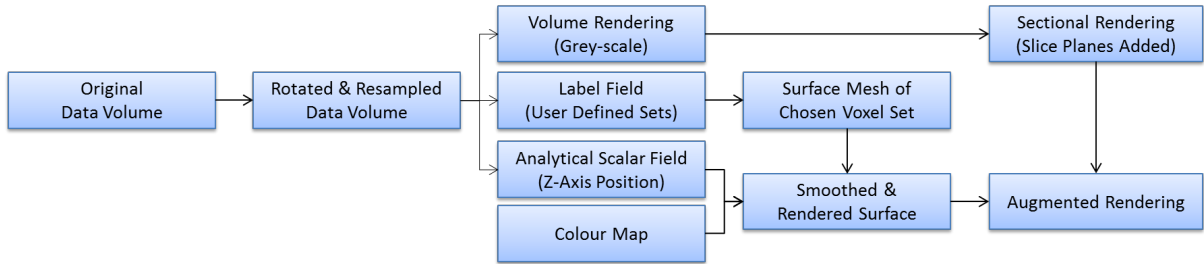 Original
Data Volume
Rotated & Resampled
Data Volume
Volume Rendering
(Grey-scale)
Label Field
(User Defined Sets)
Analytical Scalar Field
(Z-Axis Position)
Colour Map
Surface Mesh of
Chosen Voxel Set
Smoothed &
Rendered Surface
Sectional Rendering
(Slice Planes Added)
Augmented Rendering